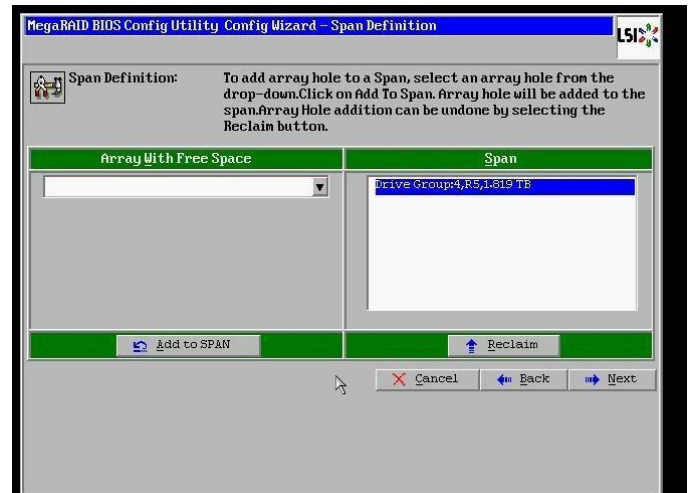 MegaRAID BIOS Config Utility Config Wizard – Span Definition
LSI
Span Definition:
To add array hole to a Span, select an array hole from the
drop-down.Click on Add To Span. Array hole will be added to the
span.Array Hole addition can be undone by selecting the
Reclaim button.
Array With Free Space
Span
Drive Group:4,R5,1.819 TB
Add to SPAN
Reclaim
Cancel
Back
Next